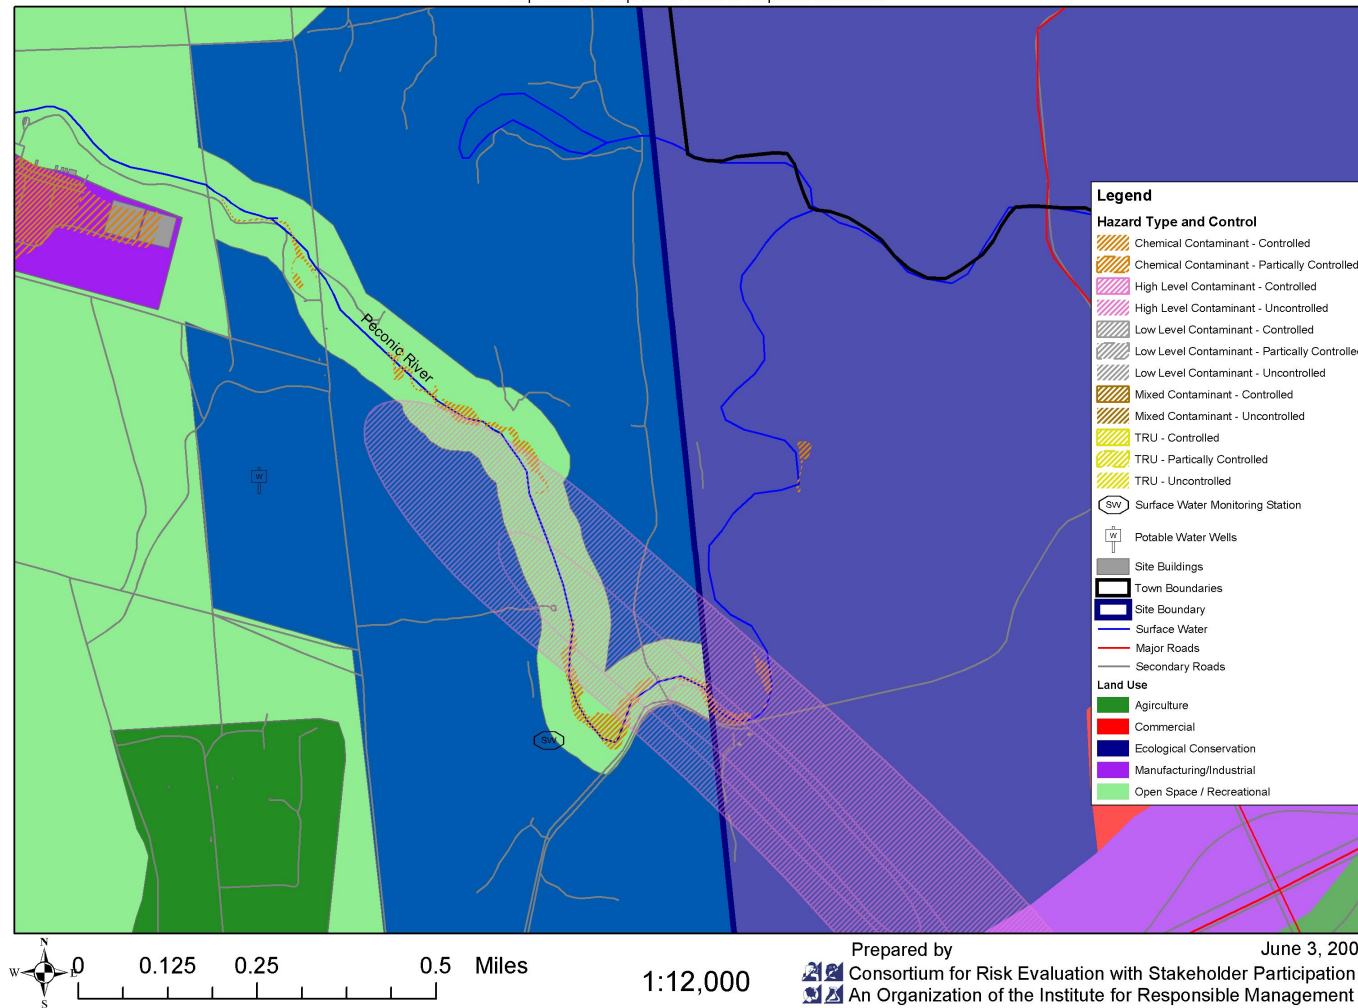 Peconic River
W
SW
Legend
Hazard Type and Control
Chemical Contaminant - Controlled
Chemical Contaminant - Partically Controlled
High Level Contaminant - Controlled
High Level Contaminant - Uncontrolled
Low Level Contaminant - Controlled
Low Level Contaminant - Partically Controlled
Low Level Contaminant - Uncontrolled
Mixed Contaminant - Controlled
Mixed Contaminant - Uncontrolled
TRU - Controlled
TRU - Partically Controlled
TRU - Uncontrolled
SW Surface Water Monitoring Station
W Potable Water Wells
Site Buildings
Town Boundaries
Site Boundary
Surface Water
Major Roads
Secondary Roads
Land Use
Agirculture
Commercial
Ecological Conservation
Manufacturing/Industrial
Open Space / Recreational
N
W E
S
0 0.125 0.25 0.5 Miles
1:12,000
Prepared by June 3, 200
Consortium for Risk Evaluation with Stakeholder Participation
An Organization of the Institute for Responsible Management